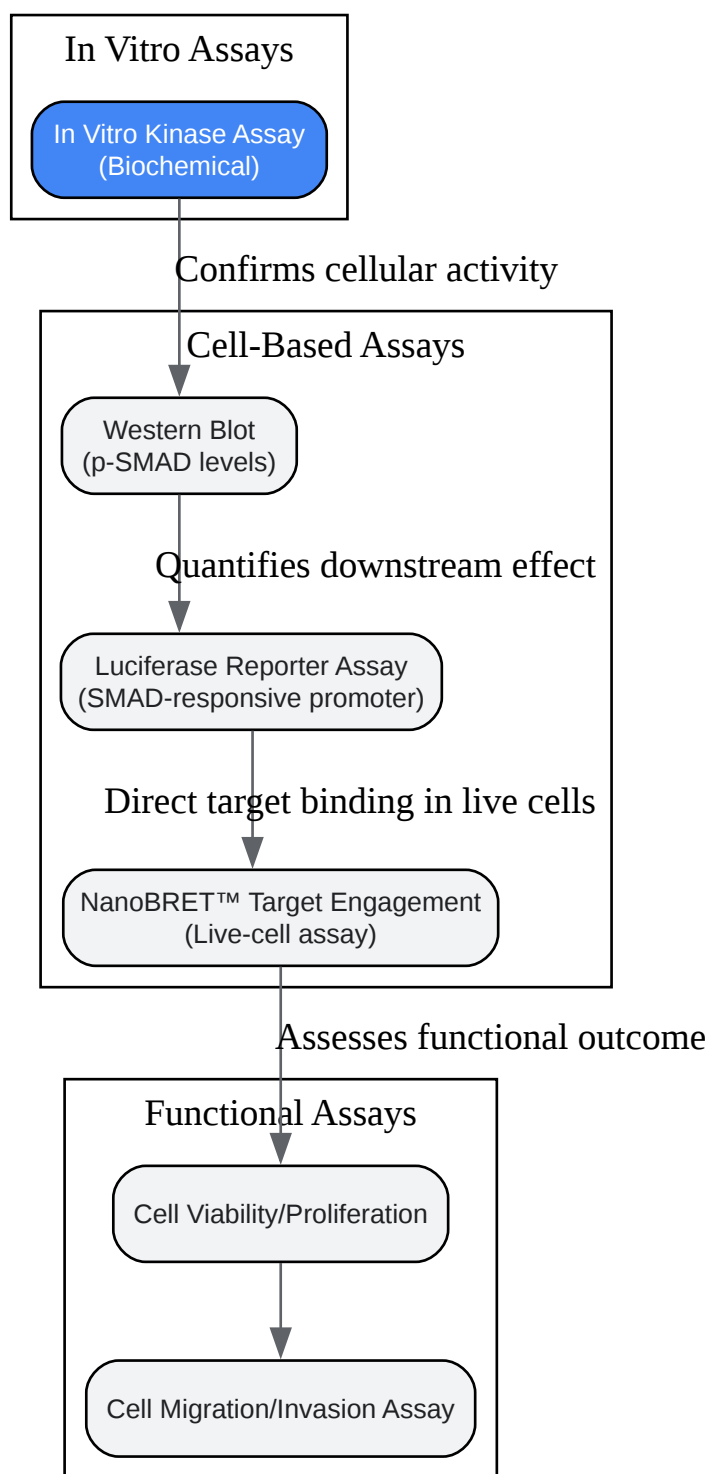 In Vitro Assays
In Vitro Kinase Assay
(Biochemical)
Confirms cellular activity
Cell-Based Assays
Western Blot
(p-SMAD levels)
Quantifies downstream effect
Luciferase Reporter Assay
(SMAD-responsive promoter)
Direct target binding in live cells
NanoBRET™ Target Engagement
(Live-cell assay)
Assesses functional outcome
Functional Assays
Cell Viability/Proliferation
Cell Migration/Invasion Assay